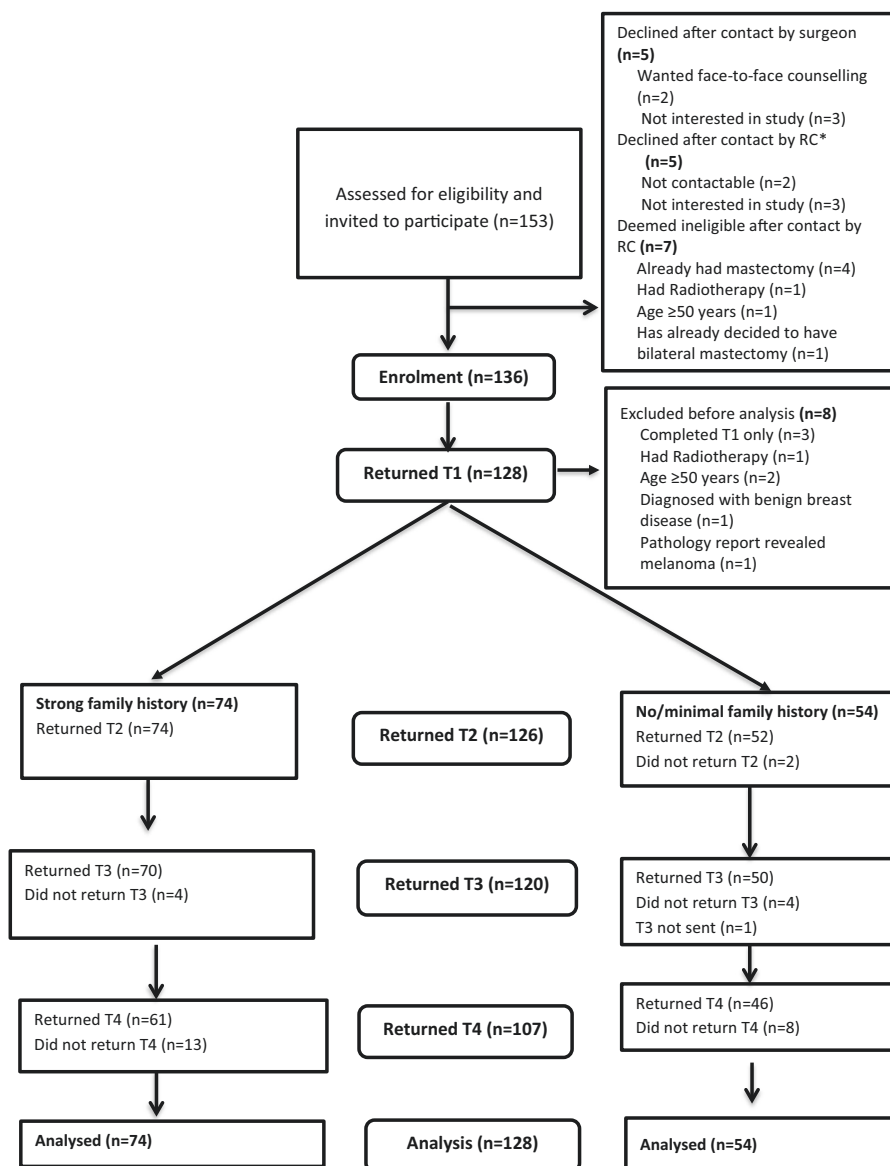 Declined after contact by surgeon
(n=5)
Wanted face-to-face counselling
(n=2)
Not interested in study (n=3)
Declined after contact by RC*
(n=5)
Not contactable (n=2)
Not interested in study (n=3)
Deemed ineligible after contact by
RC (n=7)
Already had mastectomy (n=4)
Had Radiotherapy (n=1)
Age ≥50 years (n=1)
Has already decided to have
bilateral mastectomy (n=1)
Assessed for eligibility and
invited to participate (n=153)
Enrolment (n=136)
Excluded before analysis (n=8)
Completed T1 only (n=3)
Had Radiotherapy (n=1)
Age ≥50 years (n=2)
Diagnosed with benign breast
disease (n=1)
Pathology report revealed
melanoma (n=1)
Returned T1 (n=128)
Strong family history (n=74)
Returned T2 (n=74)
Returned T2 (n=126)
No/minimal family history (n=54)
Returned T2 (n=52)
Did not return T2 (n=2)
Returned T3 (n=70)
Did not return T3 (n=4)
Returned T3 (n=120)
Returned T3 (n=50)
Did not return T3 (n=4)
T3 not sent (n=1)
Returned T4 (n=61)
Did not return T4 (n=13)
Returned T4 (n=107)
Returned T4 (n=46)
Did not return T4 (n=8)
Analysed (n=74)
Analysis (n=128)
Analysed (n=54)